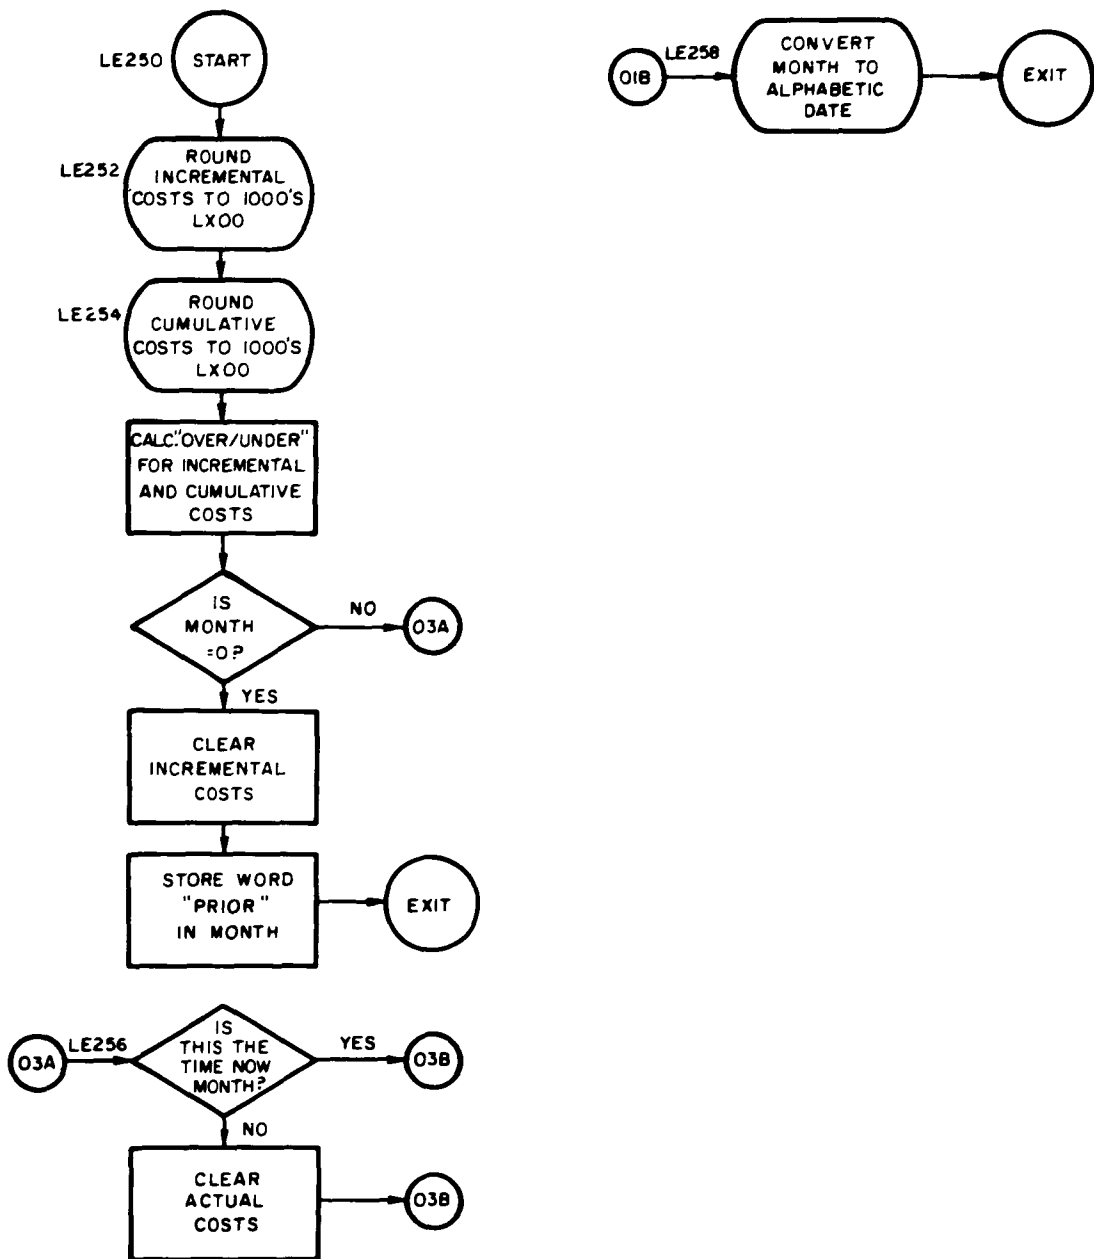 LE250
START
LE252
ROUND
INCREMENTAL
COSTS TO 1000'S
LX00
LE254
ROUND
CUMULATIVE
COSTS TO 1000'S
LX00
CALC."OVER/UNDER"
FOR INCREMENTAL
AND CUMULATIVE
COSTS
IS
MONTH
=0?
NO
03A
YES
CLEAR
INCREMENTAL
COSTS
STORE WORD
"PRIOR"
IN MONTH
EXIT
03A
LE256
IS
THIS THE
TIME NOW
MONTH?
YES
03B
NO
CLEAR
ACTUAL
COSTS
03B
01B
LE258
CONVERT
MONTH TO
ALPHABETIC
DATE
EXIT